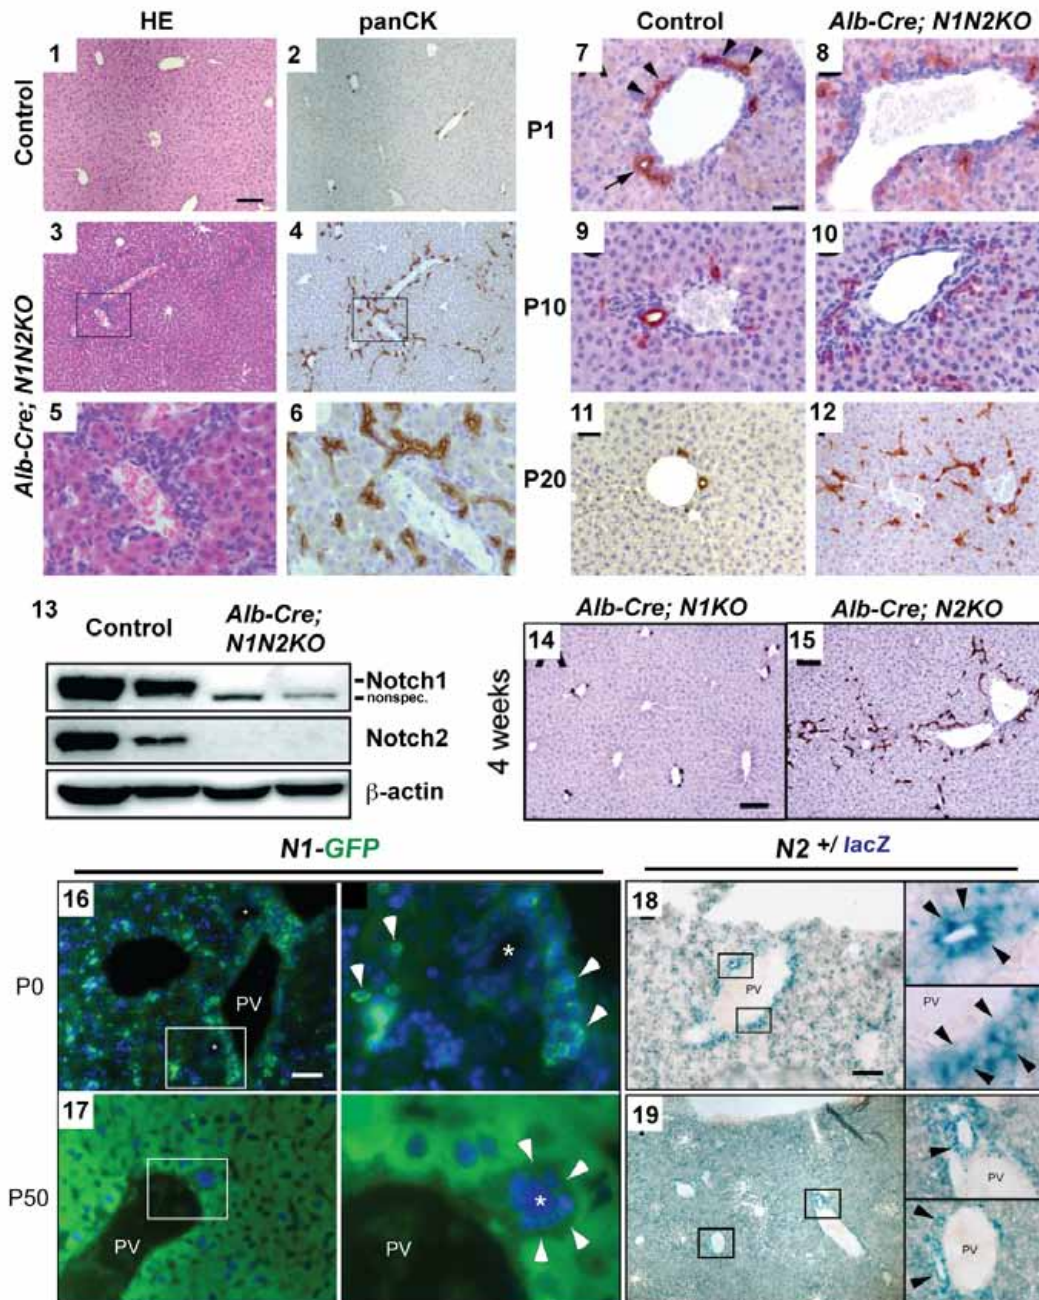 HE panCK Control Alb-Cre; N1N2KO
1 2 7 8
Control P1
3 4 9 10
Alb-Cre; N1N2KO P10
5 6 11 12
P20
13 Control Alb-Cre; N1N2KO
Notch1
nonspec.
Notch2
β-actin
Alb-Cre; N1KO Alb-Cre; N2KO
14 15
4 weeks
N1-GFP N2 +/ lacZ
16 * PV * * 18 PV PV
P0
17 PV PV * 19 PV PV
P50